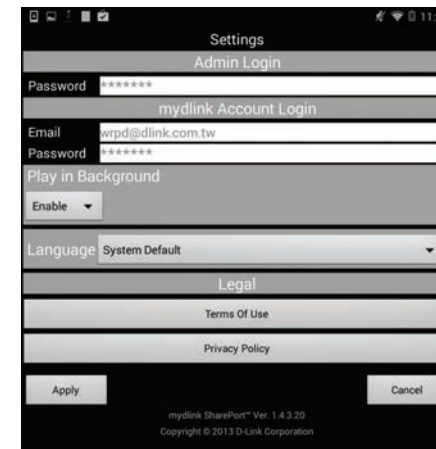 11:
Settings
Admin Login
Password *******
mydlink Account Login
Email wrpd@dlink.com.tw
Password *******
Play in Background
Enable
Language System Default
Legal
Terms Of Use
Privacy Policy
Apply Cancel
mydlink SharePort™ Ver. 1.4.3.20
Copyright © 2013 D-Link Corporation